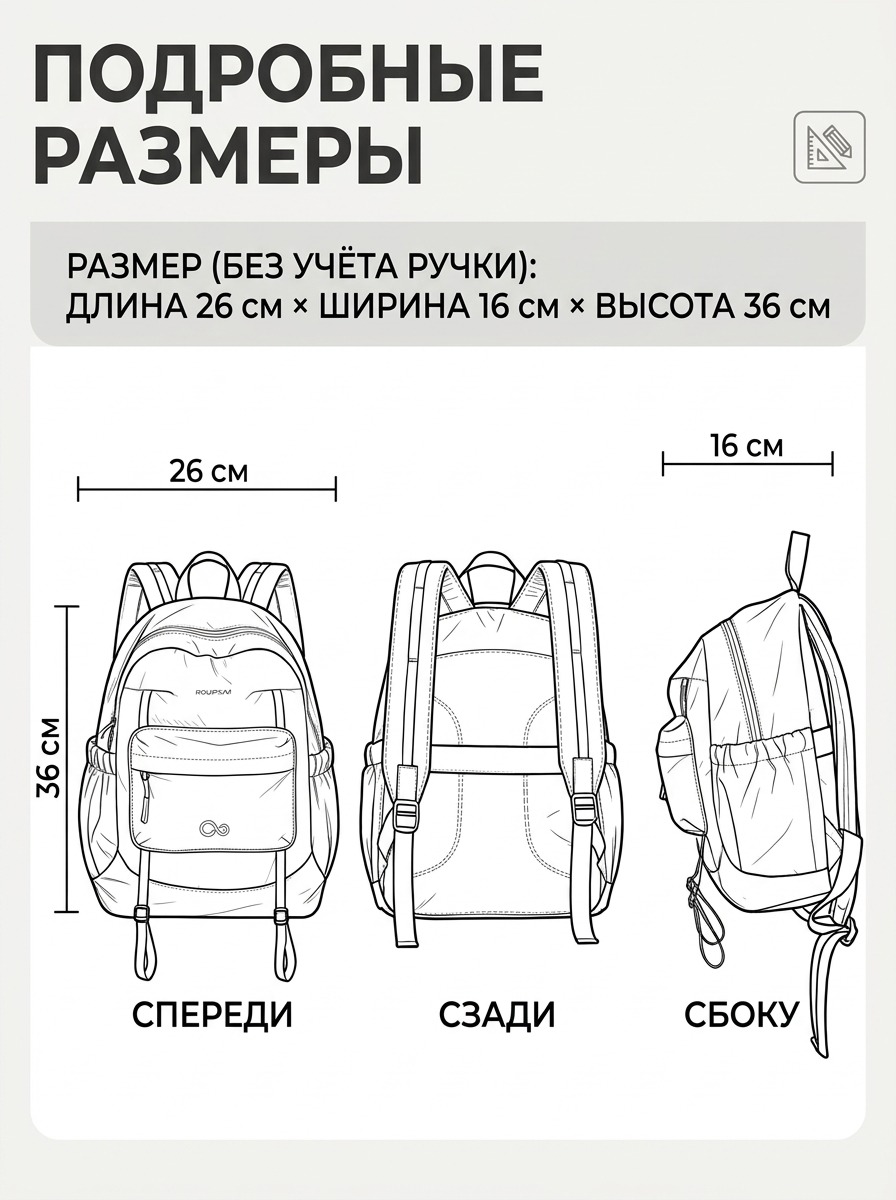 ПОДРОБНЫЕ
РАЗМЕРЫ
РАЗМЕР (БЕЗ УЧЁТА РУЧКИ):
ДЛИНА 26 см × ШИРИНА 16 см × ВЫСОТА 36 см
26 см
16 см
36 см
ROUPSM
СПЕРЕДИ
СЗАДИ
СБОКУ